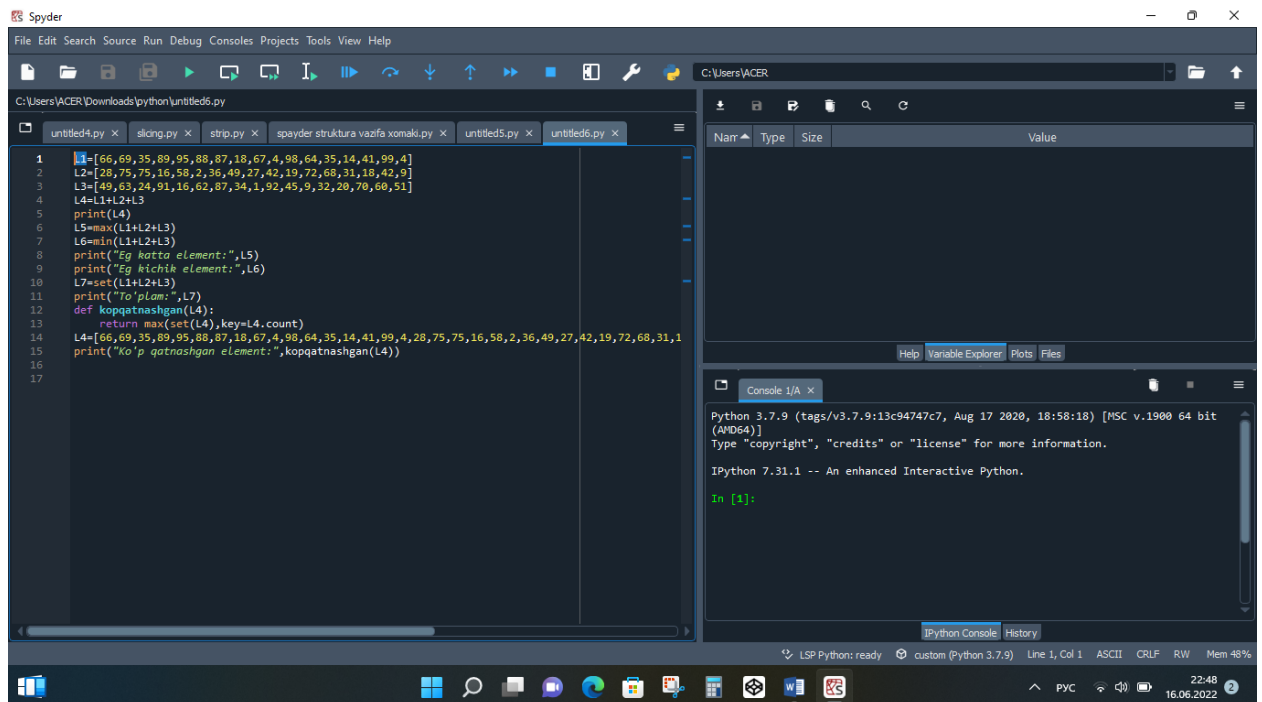 Spyder
File Edit Search Source Run Debug Consoles Projects Tools View Help
C:\Users\ACER
C:\Users\ACER\Downloads\python\untitled6.py
untitled4.py slicing.py strip.py spayder struktura vazifa xomaki.py untitled5.py untitled6.py
1 L1=[66,69,35,89,95,88,87,18,67,4,98,64,35,14,41,99,4]
2 L2=[28,75,75,16,58,2,36,49,27,42,19,72,68,31,18,42,9]
3 L3=[49,63,24,91,16,62,87,34,1,92,45,9,32,20,70,60,51]
4 L4=L1+L2+L3
5 print(L4)
6 L5=max(L1+L2+L3)
7 L6=min(L1+L2+L3)
8 print("Eg katta element:",L5)
9 print("Eg kichik element:",L6)
10 L7=set(L1+L2+L3)
11 print("To'plam:",L7)
12 def kopqatnashgan(L4):
13 return max(set(L4),key=L4.count)
14 L4=[66,69,35,89,95,88,87,18,67,4,98,64,35,14,41,99,4,28,75,75,16,58,2,36,49,27,42,19,72,68,31,1
15 print("Ko'p qatnashgan element:",kopqatnashgan(L4))
16
17
Nar Type Size Value
Help Variable Explorer Plots Files
Console 1/A
Python 3.7.9 (tags/v3.7.9:13c94747c7, Aug 17 2020, 18:58:18) [MSC v.1900 64 bit
(AMD64)]
Type "copyright", "credits" or "license" for more information.
IPython 7.31.1 -- An enhanced Interactive Python.
In [1]:
IPython Console History
LSP Python: ready custom (Python 3.7.9) Line 1, Col 1 ASCII CRLF RW Mem 48%
РУС
22:48
16.06.2022
2